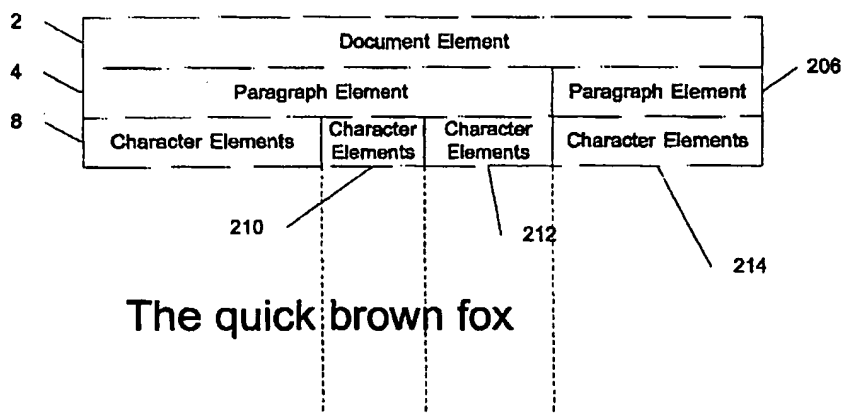 2
Document Element
4
Paragraph Element
Paragraph Element
206
8
Character Elements
Character
Elements
Character
Elements
Character Elements
210
212
214
The quick brown fox